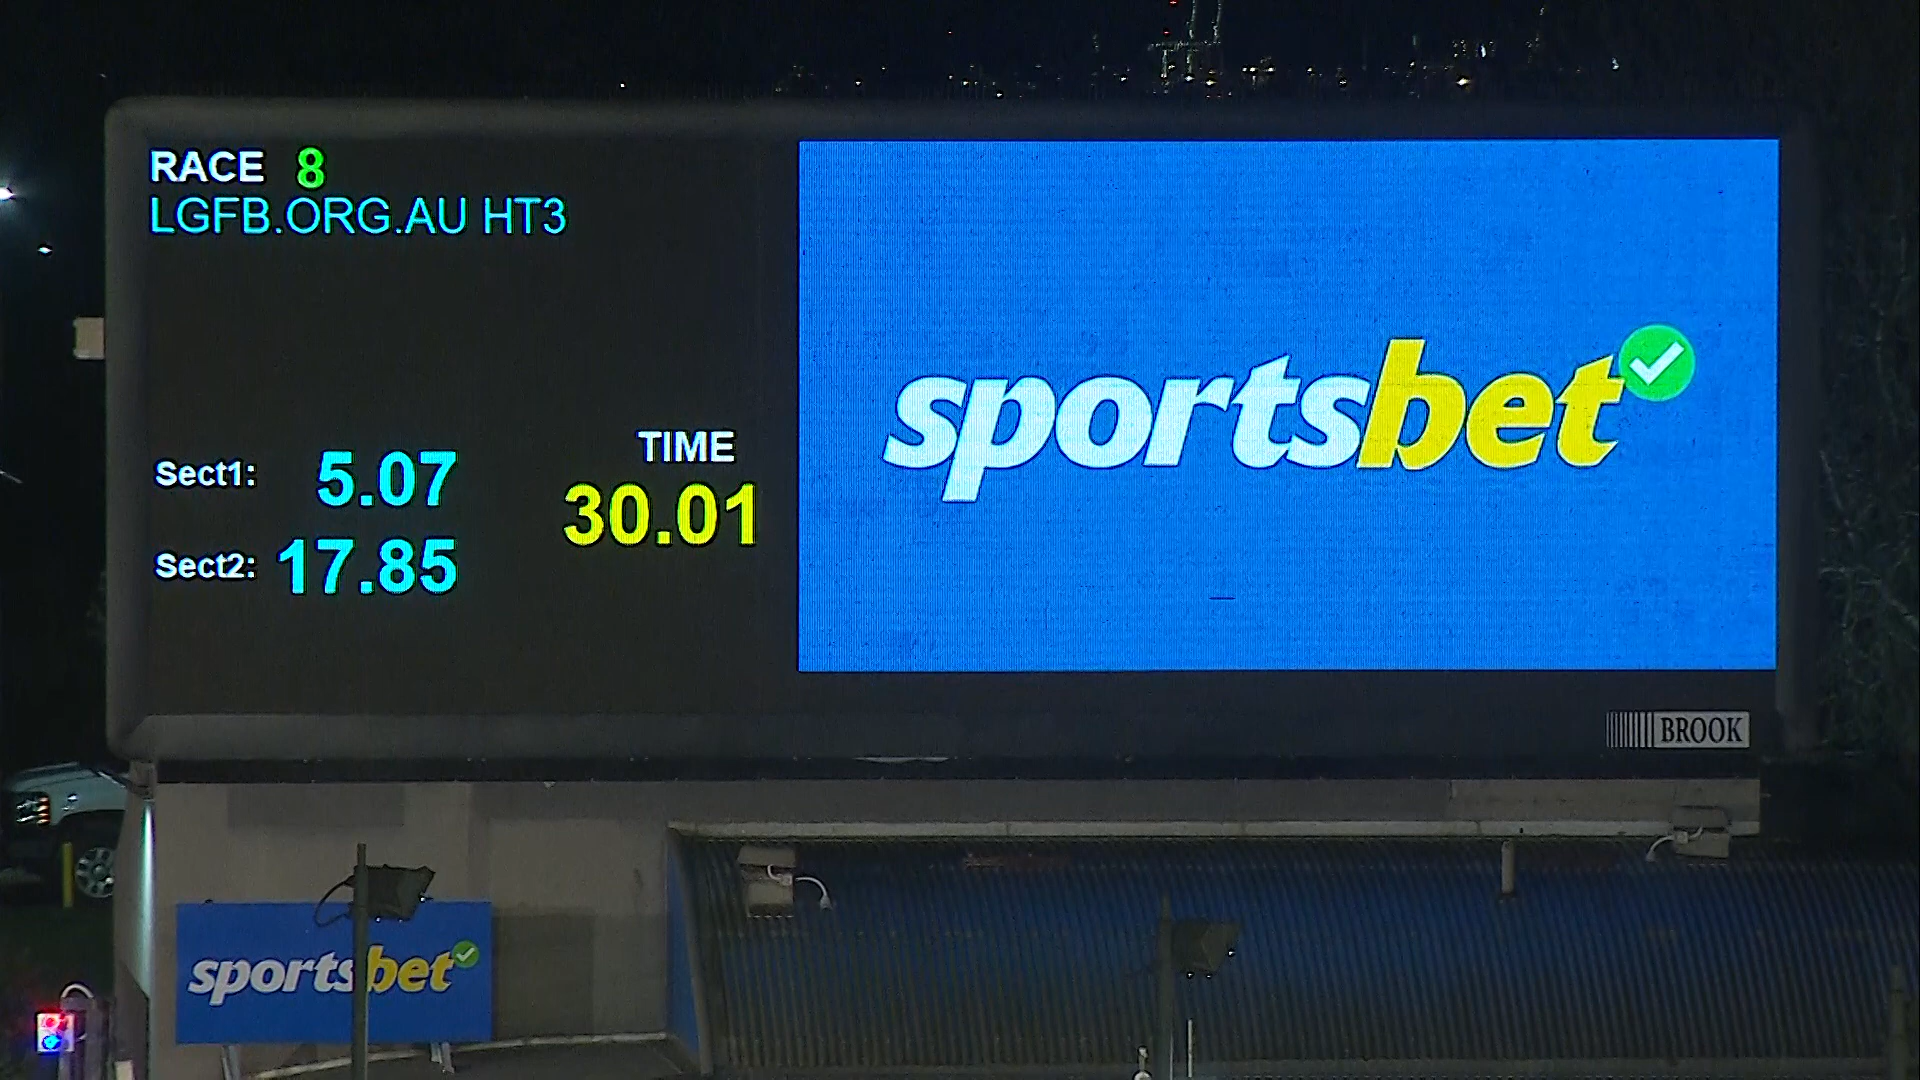 RACE 8
LGFB.ORG.AU HT3
TIME
Sect1: 5.07
30.01
Sect2: 17.85
sportsbet
BROOK
sportsbet